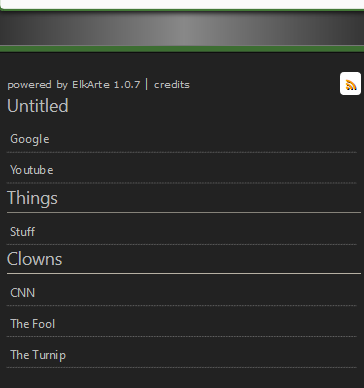 powered by ElkArte 1.0.7 | credits
Untitled
Google
Youtube
Things
Stuff
Clowns
CNN
The Fool
The Turnip